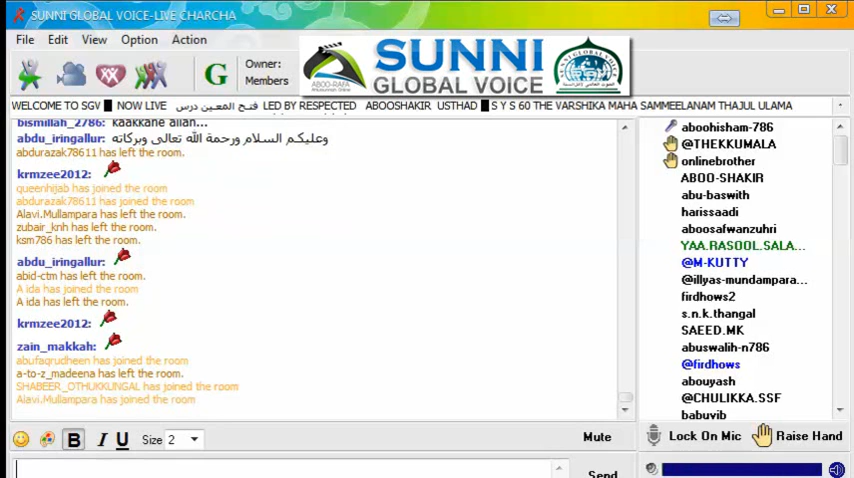 SUNNI GLOBAL VOICE-LIVE CHARCHA
File Edit View Option Action
G
Owner:
Members
ABOO-RAFA
SUNNI
GLOBAL VOICE
WELCOME TO SGV NOW LIVE فتح المعين درس LED BY RESPECTED ABOOSHAKIR USTHAD S Y S 60 THE VARSHIKA MAHA SAMMEELANAM THAJUL ULAMA
bismillah_2786: kaakkane allah...
abdu_iringallur: وعليكم السلام ورحمة الله تعالى وبركاته
abdurazak78611 has left the room.
krmzee2012:
queenhijab has joined the room
abdurazak78611 has joined the room
Alavi.Mullampara has left the room.
zubair_knh has left the room.
ksm786 has left the room.
abdu_iringallur:
abid-ctm has left the room.
A ida has joined the room
A ida has left the room.
krmzee2012:
zain_makkah:
abufaqrudheen has joined the room
a-to-z_madeena has left the room.
SHABEER_OTHUKKUNGAL has joined the room
Alavi.Mullampara has joined the room
aboohisham-786
@THEKKUMALA
onlinebrother
ABOO-SHAKIR
abu-baswith
harissaadi
aboosafwanzuhri
YAA.RASOOL.SALA...
@M-KUTTY
@illyas-mundampara...
firdhows2
s.n.k.thangal
SAEED.MK
abuswalih-n786
@firdhows
abouyash
@CHULIKKA.SSF
babuvib
B I U Size 2
Mute
Lock On Mic
Raise Hand
Send